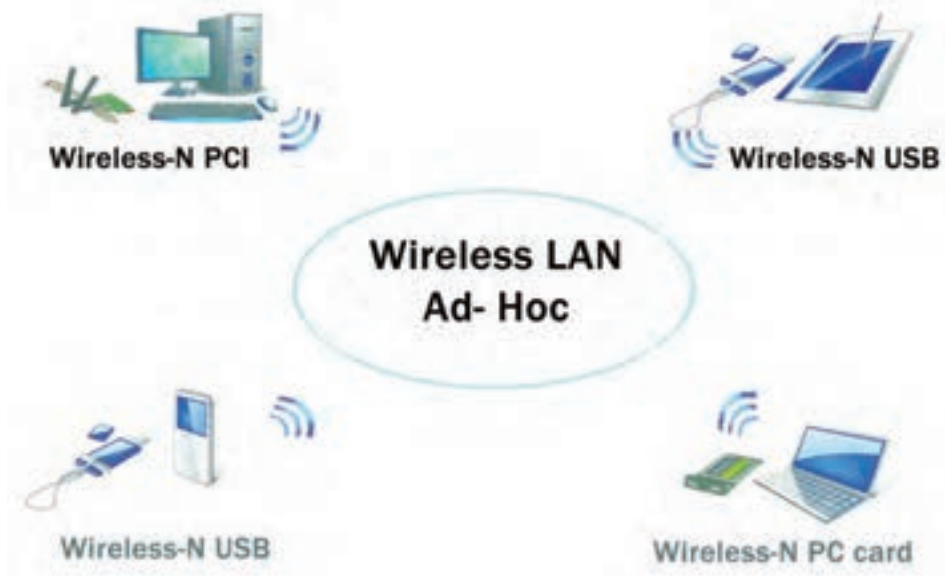 Wireless-N PCI
Wireless-N USB
Wireless LAN
Ad- Hoc
Wireless-N USB
Wireless-N PC card